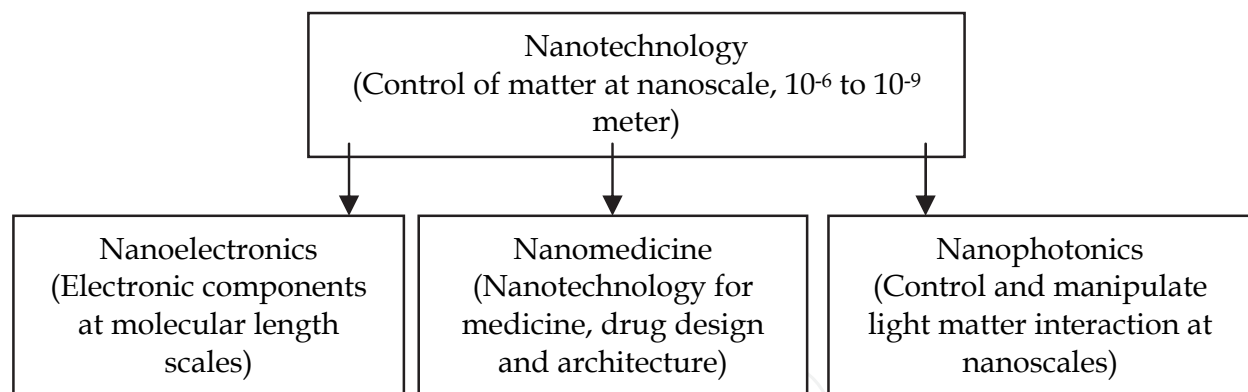 Nanotechnology
(Control of matter at nanoscale, 10⁻⁶ to 10⁻⁹
meter)
Nanoelectronics
(Electronic components
at molecular length
scales)
Nanomedicine
(Nanotechnology for
medicine, drug design
and architecture)
Nanophotonics
(Control and manipulate
light matter interaction at
nanoscales)